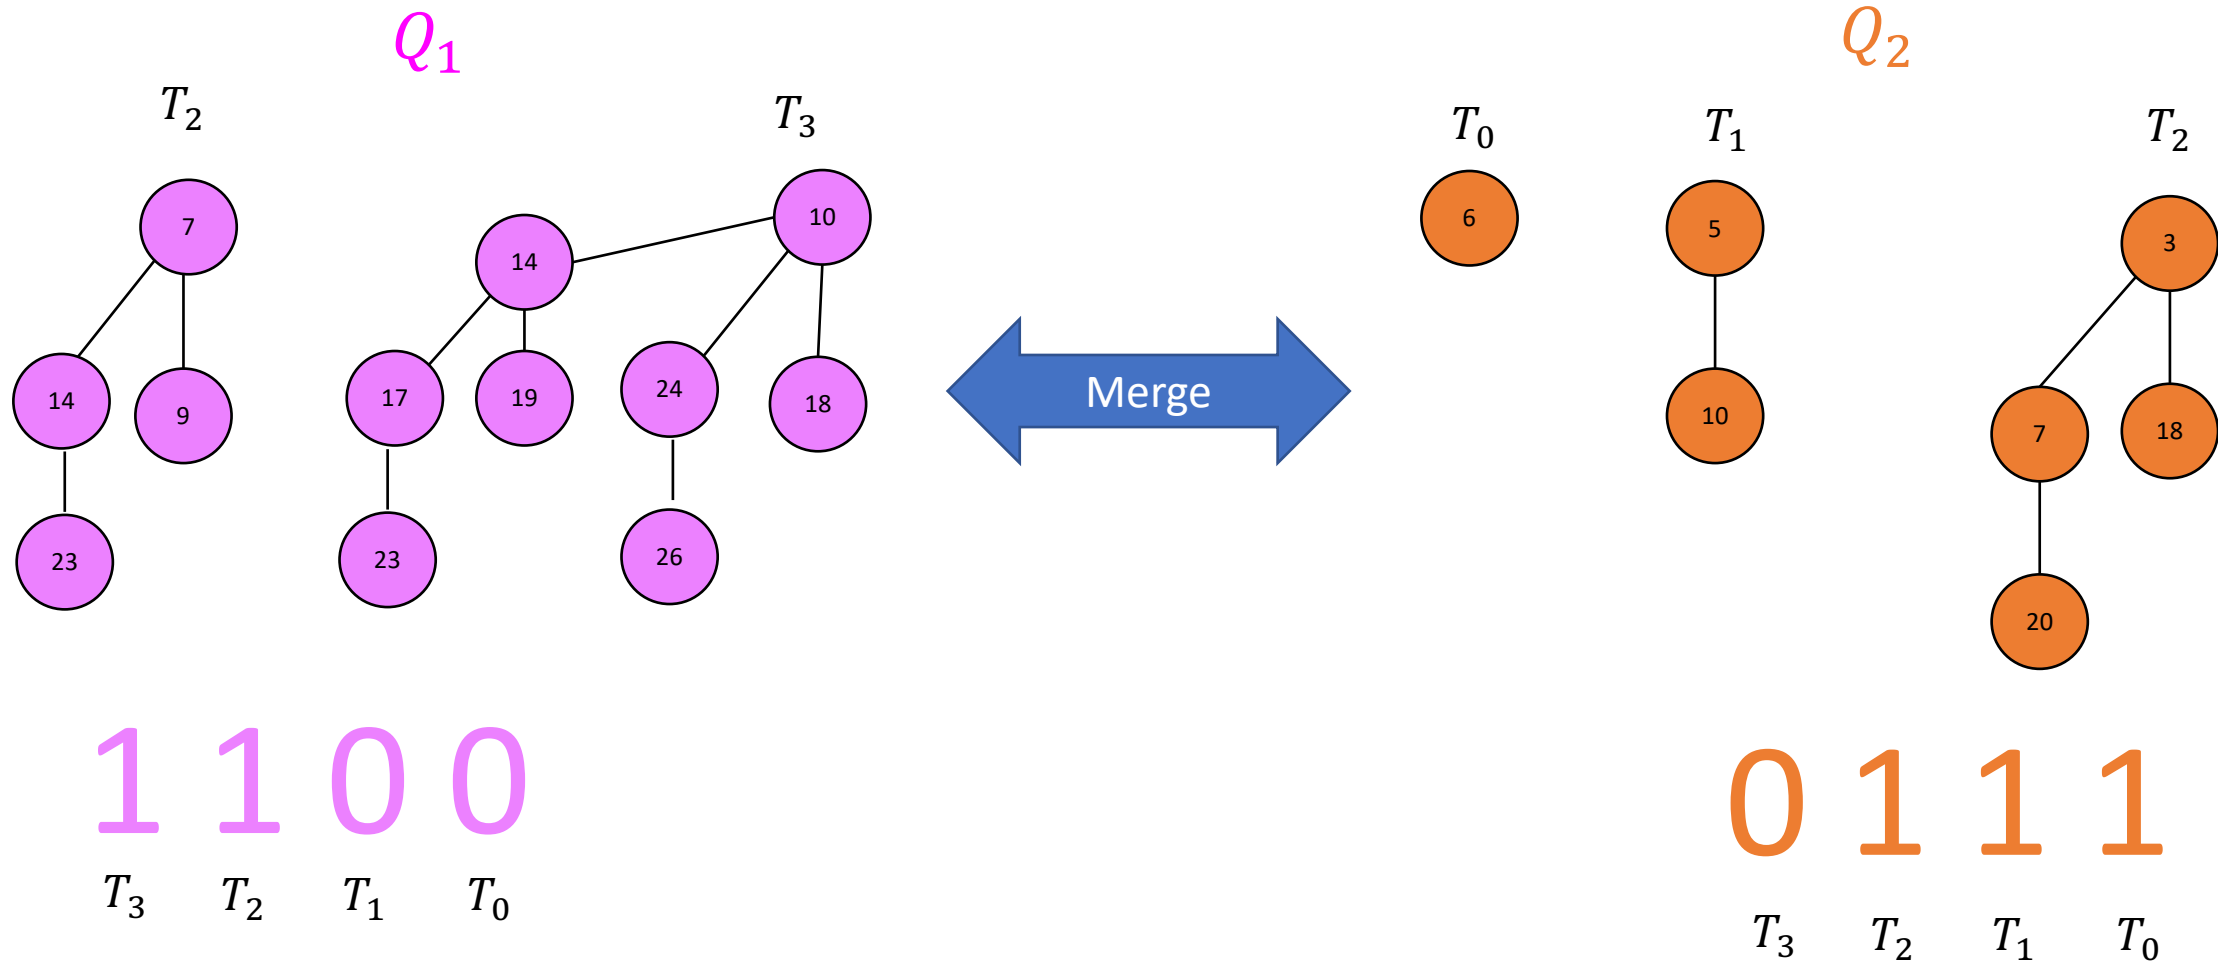 Q₁
T₂
T₃
7
14
9
23
10
14
24
18
17
19
23
26
Merge
Q₂
T₀
T₁
T₂
6
5
10
3
7
18
20
1 1 0 0
T₃ T₂ T₁ T₀
0 1 1 1
T₃ T₂ T₁ T₀